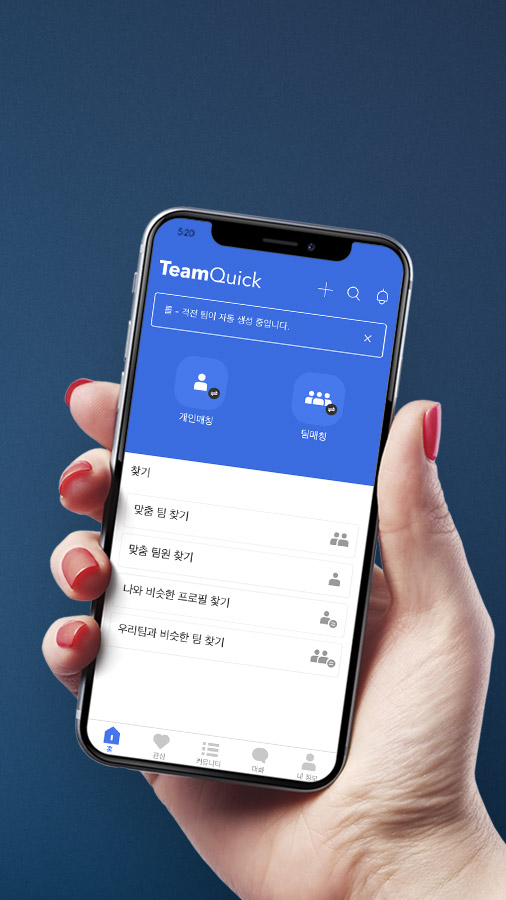 5:20
TeamQuick
롤 - 격전 팀이 자동 생성 중입니다.
개인매칭
팀매칭
찾기
맞춤 팀 찾기
맞춤 팀원 찾기
나와 비슷한 프로필 찾기
우리팀과 비슷한 팀 찾기
홈
관심
커뮤니티
대화
내 정보